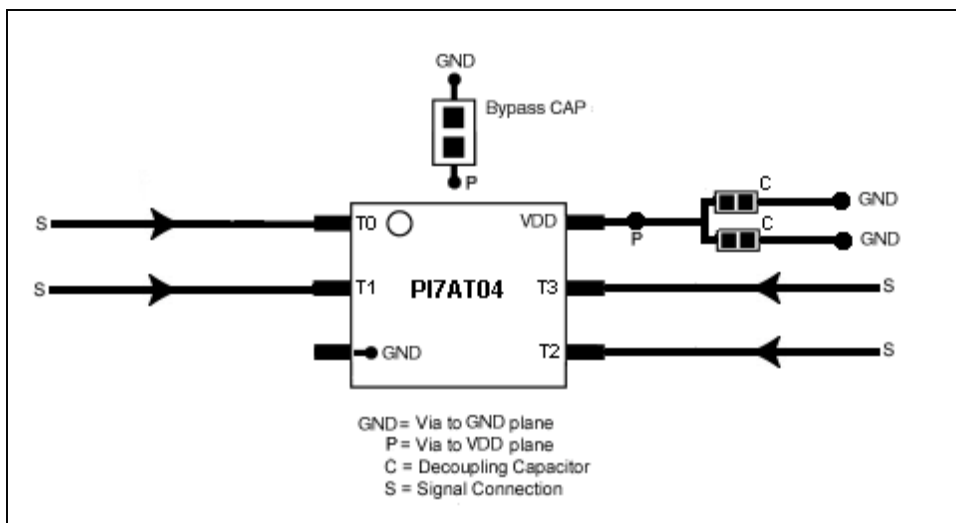 GND
Bypass CAP
P
C
GND
S
T0
VDD
P
C
GND
S
T1
PI7AT04
T3
S
GND
T2
S
GND = Via to GND plane
P = Via to VDD plane
C = Decoupling Capacitor
S = Signal Connection